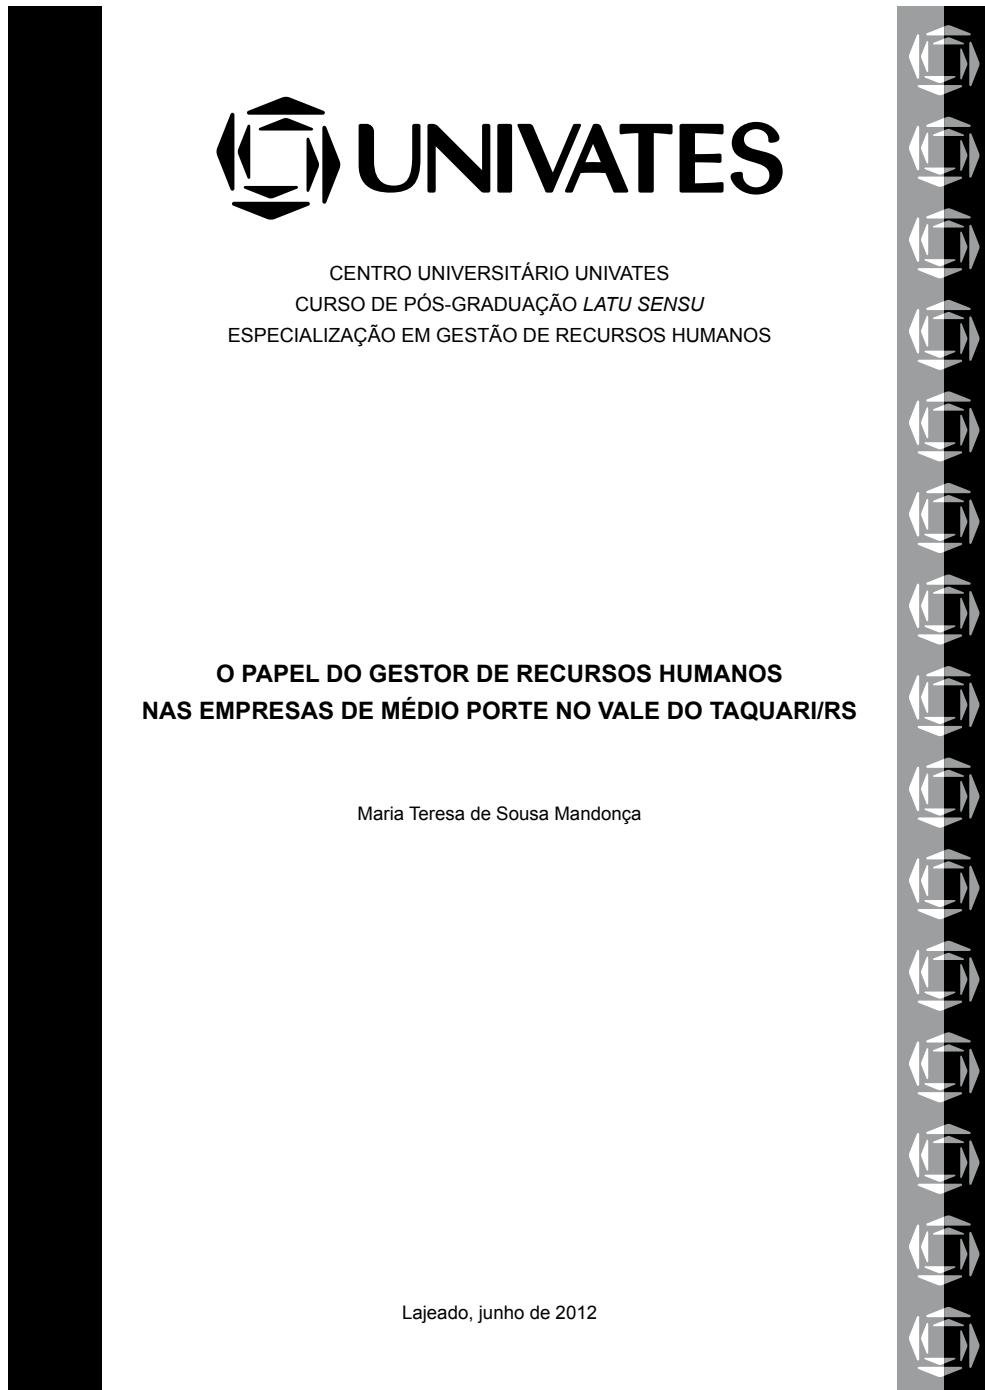 UNIVATES
CENTRO UNIVERSITÁRIO UNIVATES
CURSO DE PÓS-GRADUAÇÃO LATU SENSU
ESPECIALIZAÇÃO EM GESTÃO DE RECURSOS HUMANOS
O PAPEL DO GESTOR DE RECURSOS HUMANOS
NAS EMPRESAS DE MÉDIO PORTE NO VALE DO TAQUARI/RS
Maria Teresa de Sousa Mandonça
Lajeado, junho de 2012